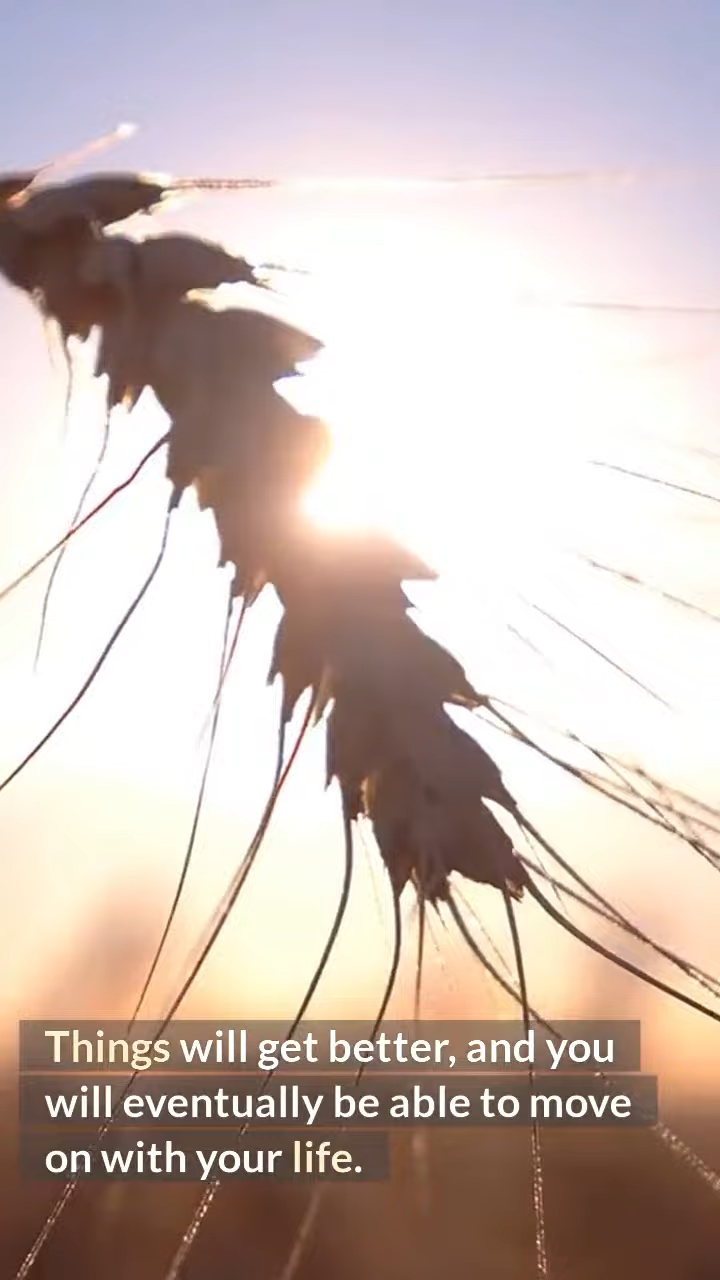 Things will get better, and you
will eventually be able to move
on with your life.